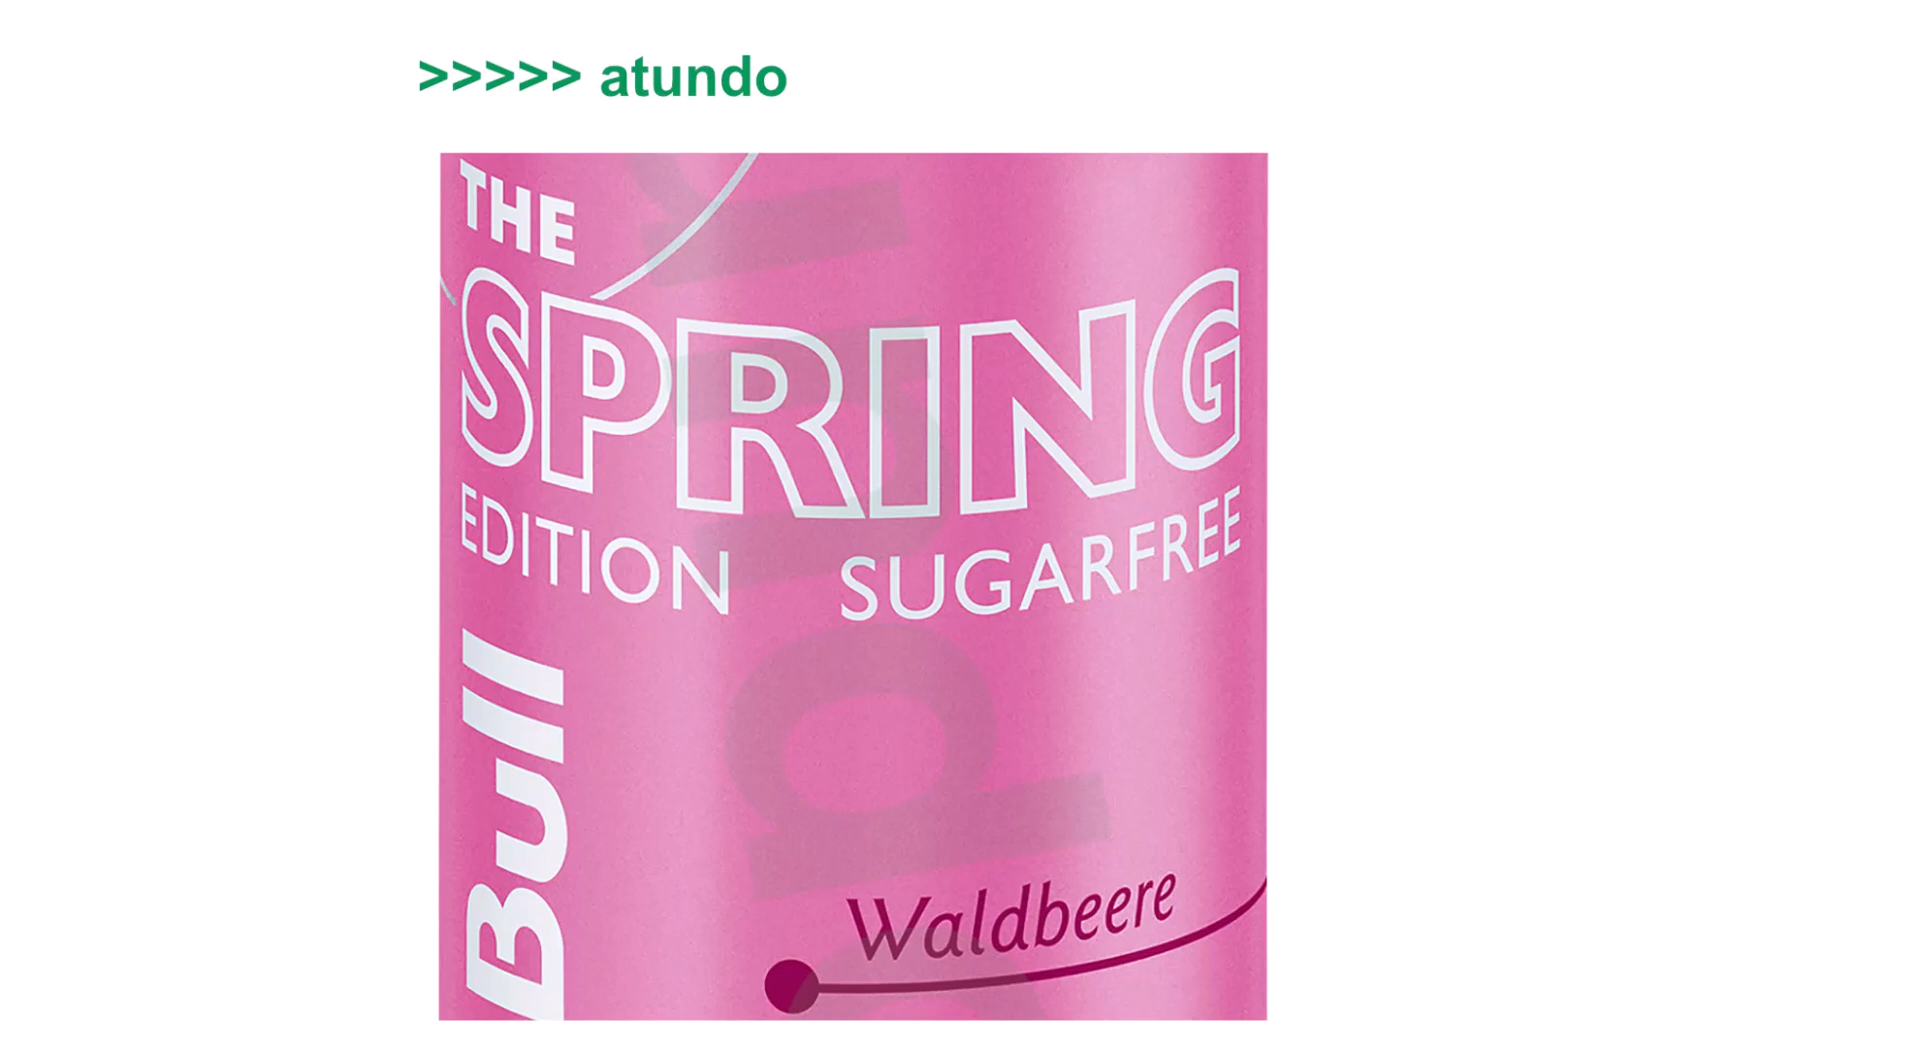 >>>>> atundo
THE
SPRING
EDITION SUGARFREE
Bull
Waldbeere